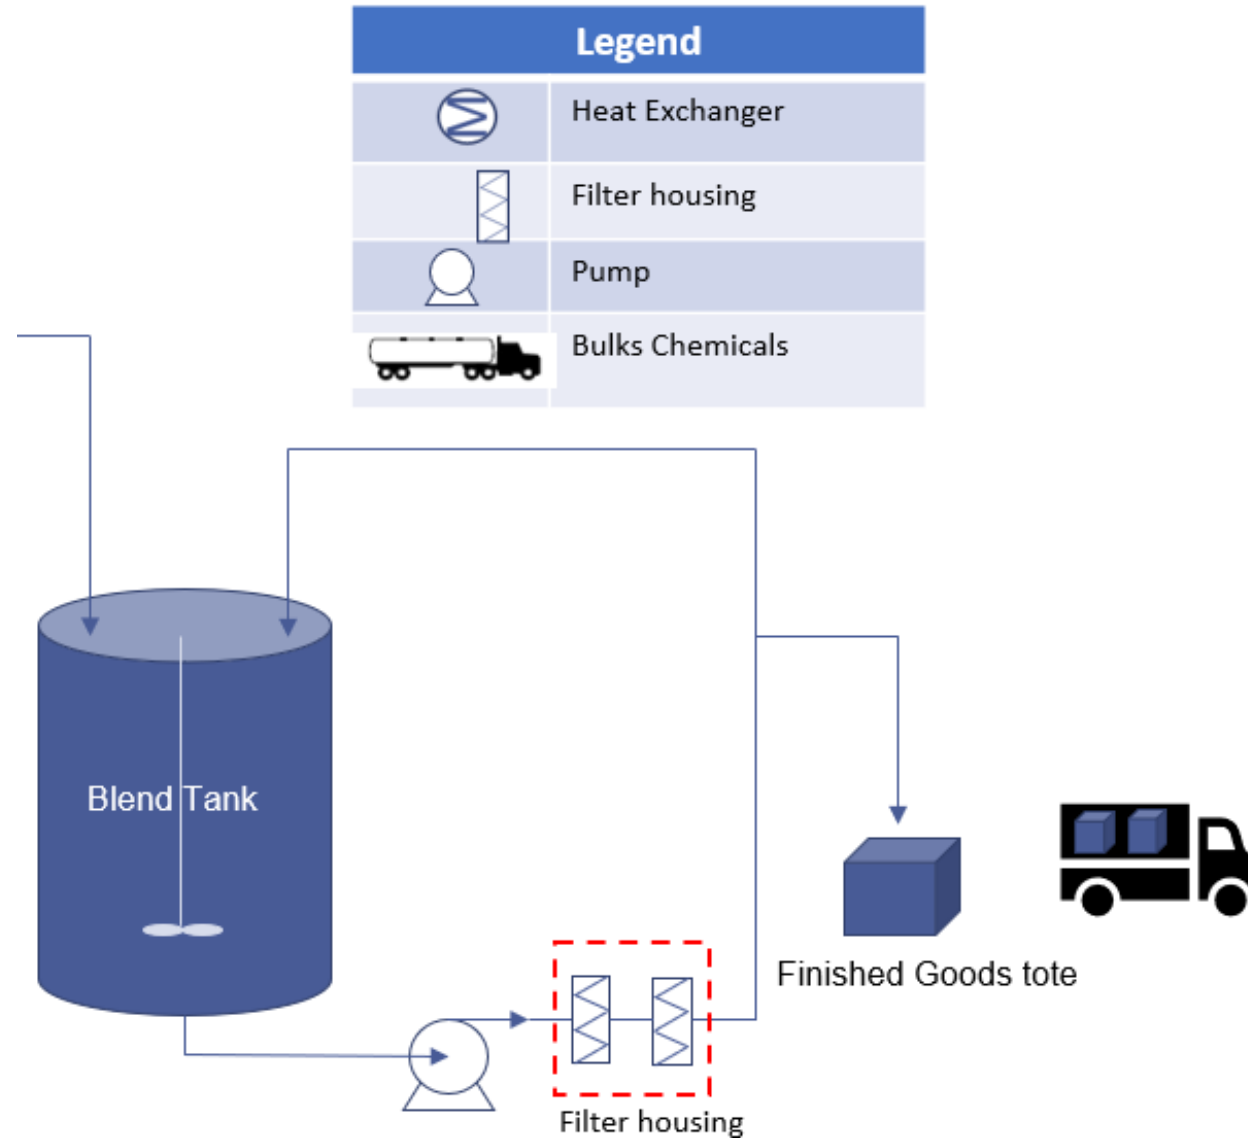 Legend
Heat Exchanger
Filter housing
Pump
Bulks Chemicals
Blend Tank
Finished Goods tote
Filter housing